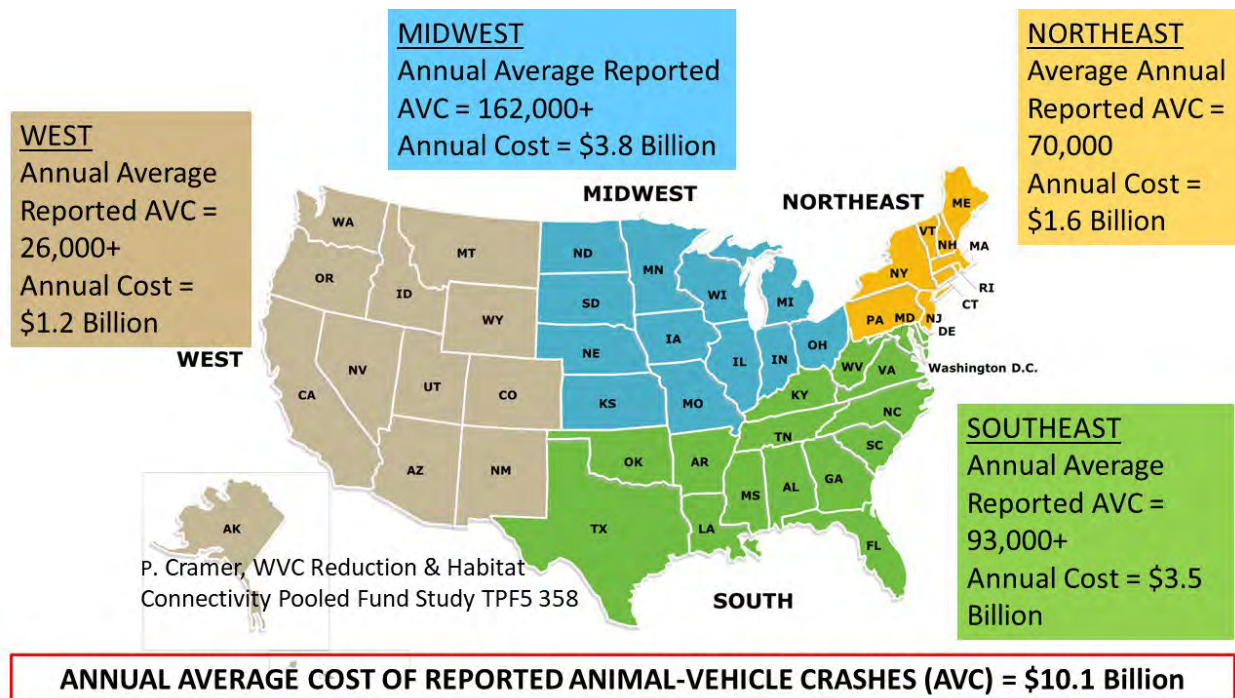 MIDWEST
Annual Average Reported
AVC = 162,000+
Annual Cost = $3.8 Billion
NORTHEAST
Average Annual
Reported AVC =
70,000
Annual Cost =
$1.6 Billion
WEST
Annual Average
Reported AVC =
26,000+
Annual Cost =
$1.2 Billion
WEST
MIDWEST
NORTHEAST
WA
OR
ID
MT
WY
CA
NV
UT
CO
AZ
NM
AK
ND
SD
NE
KS
MN
IA
MO
WI
IL
MI
IN
OH
ME
VT
NH
MA
NY
RI
CT
PA
MD
NJ
DE
Washington D.C.
WV
VA
KY
NC
TN
SC
OK
AR
TX
LA
MS
AL
GA
FL
SOUTH
SOUTHEAST
Annual Average
Reported AVC =
93,000+
Annual Cost = $3.5
Billion
P. Cramer, WVC Reduction & Habitat
Connectivity Pooled Fund Study TPF5 358
ANNUAL AVERAGE COST OF REPORTED ANIMAL-VEHICLE CRASHES (AVC) = $10.1 Billion